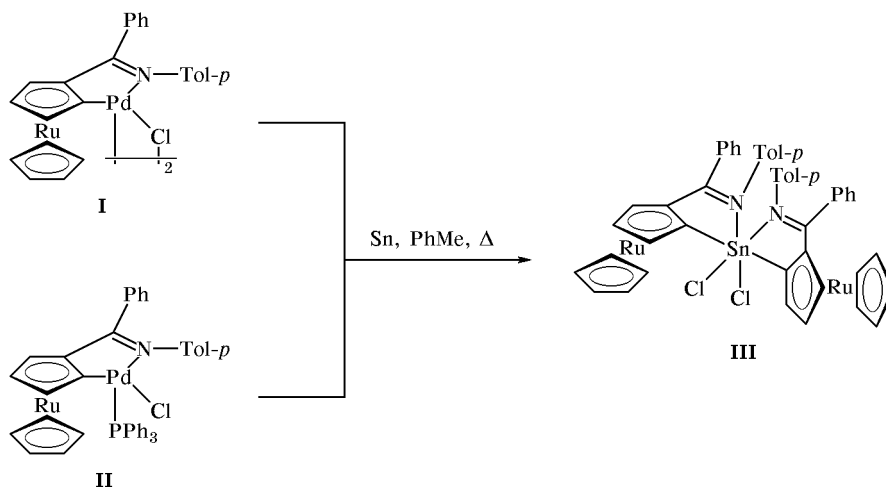 Ph
N
Tol-p
Pd
Ru
Cl
2
I
Ph
N
Tol-p
Pd
Ru
Cl
PPh3
II
Sn, PhMe, Δ
Ph
Tol-p
Tol-p
Ph
N
N
Ru
Sn
Ru
Cl
Cl
III